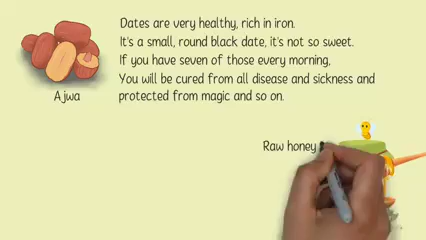 Dates are very healthy, rich in iron.
It's a small, round black date, it's not so sweet.
If you have seven of those every morning,
You will be cured from all disease and sickness and
protected from magic and so on.
Ajwa
Raw honey